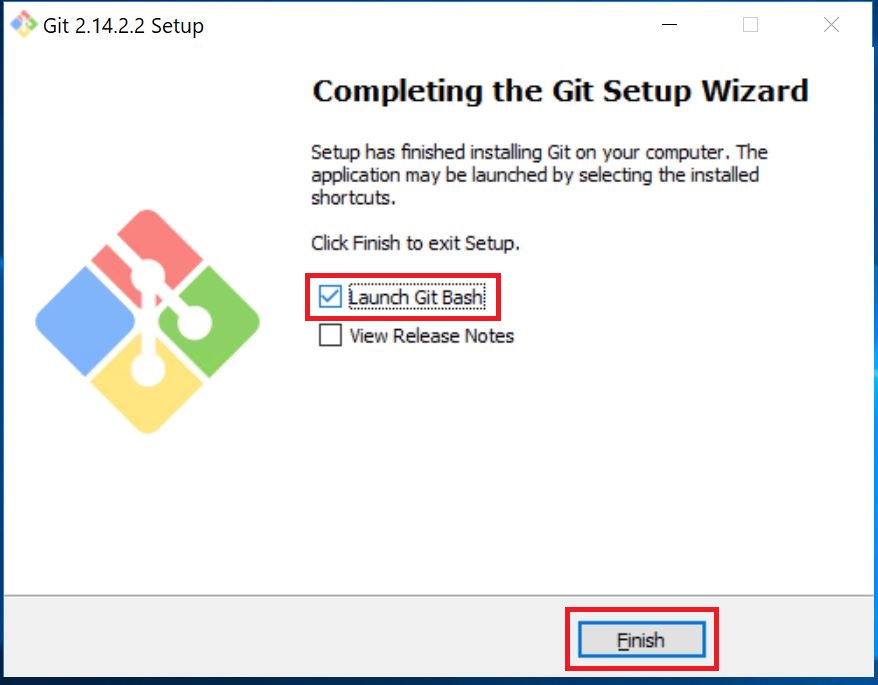 Git 2.14.2.2 Setup
Completing the Git Setup Wizard
Setup has finished installing Git on your computer. The
application may be launched by selecting the installed
shortcuts.
Click Finish to exit Setup.
Launch Git Bash
View Release Notes
Finish